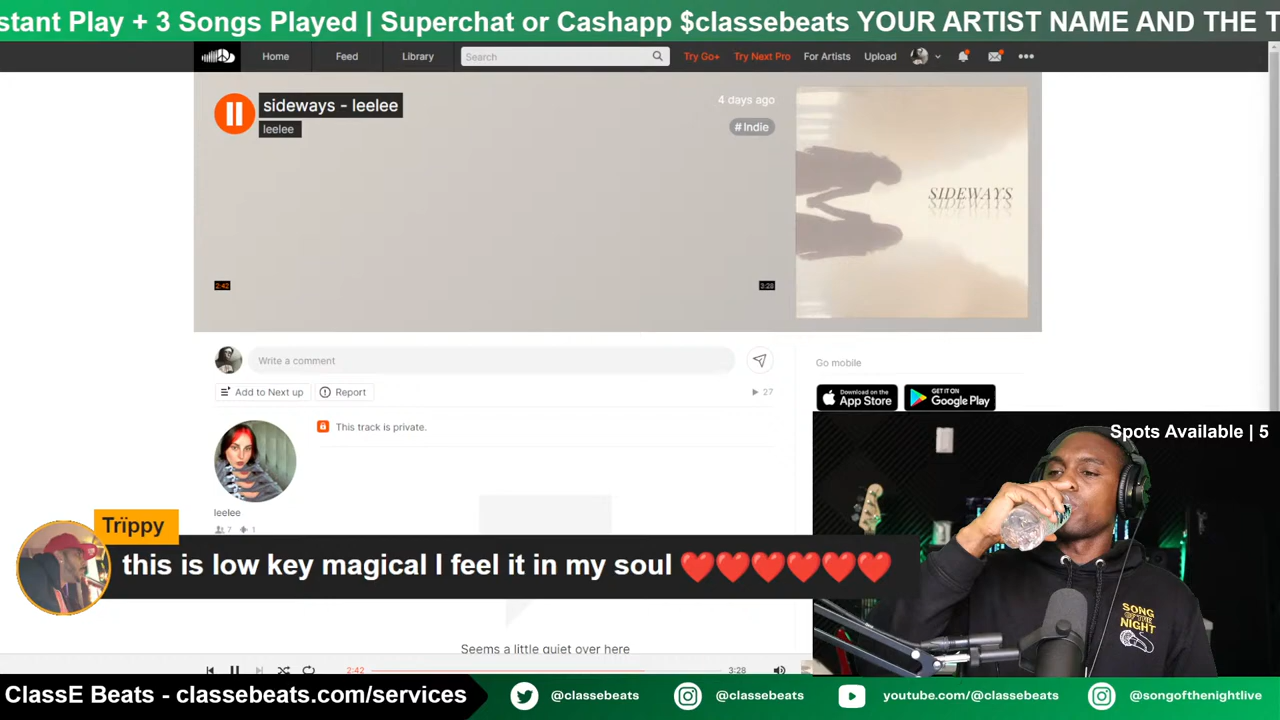 stant Play + 3 Songs Played | Superchat or Cashapp $classebeats YOUR ARTIST NAME AND THE T
Home Feed Library Search Try Go+ Try Next Pro For Artists Upload
sideways - leelee
leelee
4 days ago
# Indie
SIDEWAYS
2:42 3:28
Write a comment
Go mobile
Add to Next up Report 27
Download on the App Store GET IT ON Google Play
This track is private.
Spots Available | 5
leelee
7 1
Trïppy
this is low key magical I feel it in my soul ❤️❤️❤️❤️❤️❤️
SONG OF THE NIGHT
Seems a little quiet over here
2:42 3:28
ClassE Beats - classebeats.com/services @classebeats @classebeats youtube.com/@classebeats @songofthenightlive